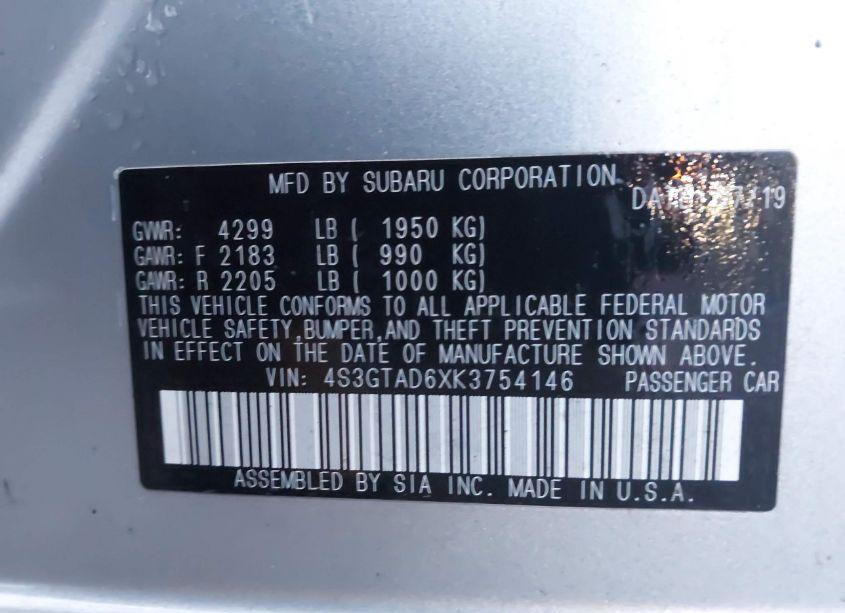 MFD BY SUBARU CORPORATION
GVWR: 4299 LB ( 1950 KG)
GAWR: F 2183 LB ( 990 KG)
GAWR: R 2205 LB ( 1000 KG)
THIS VEHICLE CONFORMS TO ALL APPLICABLE FEDERAL MOTOR
VEHICLE SAFETY,BUMPER,AND THEFT PREVENTION STANDARDS
IN EFFECT ON THE DATE OF MANUFACTURE SHOWN ABOVE.
VIN: 4S3GTAD6XK3754146 PASSENGER CAR
ASSEMBLED BY SIA INC. MADE IN U.S.A.